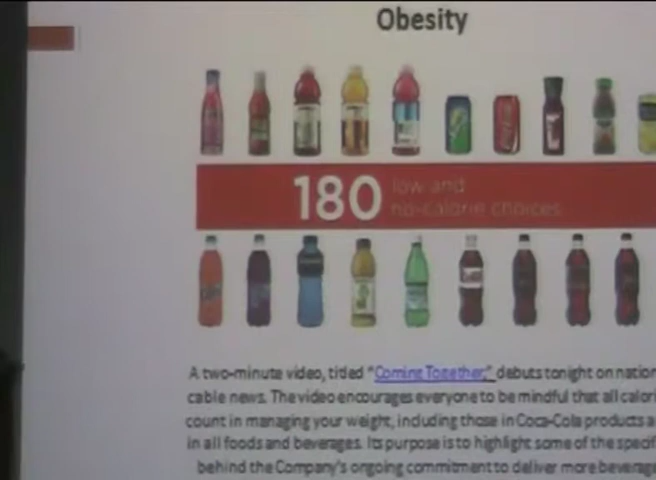 Obesity
180 low and
no-calorie choices
A two-minute video, titled "Coming Together," debuts tonight on nation
cable news. The video encourages everyone to be mindful that all calori
count in managing your weight, including those in Coca-Cola products a
in all foods and beverages. Its purpose is to highlight some of the specif
behind the Company's ongoing commitment to deliver more beverage